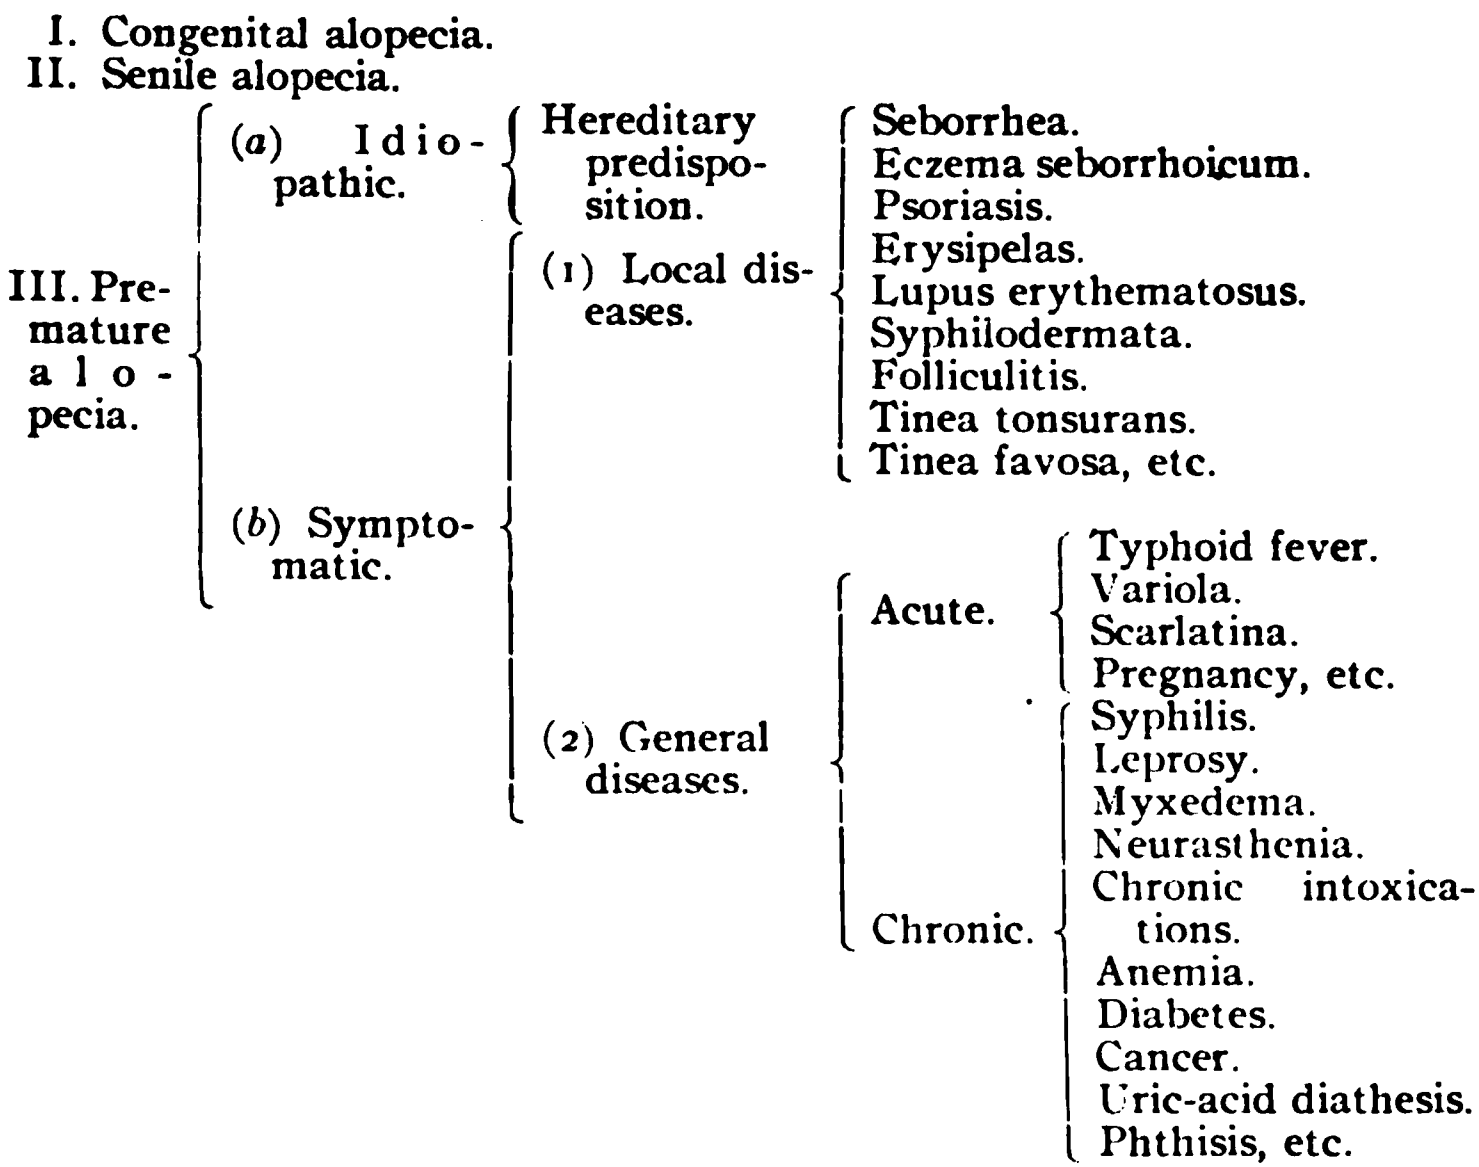 I. Congenital alopecia.
II. Senile alopecia.
III. Pre-
mature
alo-
pecia.
(a) Idio-
pathic.
Hereditary
predispo-
sition.
(b) Sympto-
matic.
(1) Local dis-
eases.
Seborrhea.
Eczema seborrhoicum.
Psoriasis.
Erysipelas.
Lupus erythematosus.
Syphilodermata.
Folliculitis.
Tinea tonsurans.
Tinea favosa, etc.
(2) General
diseases.
Acute.
Typhoid fever.
Variola.
Scarlatina.
Pregnancy, etc.
Chronic.
Syphilis.
Leprosy.
Myxedema.
Neurasthenia.
Chronic intoxica-
tions.
Anemia.
Diabetes.
Cancer.
Uric-acid diathesis.
Phthisis, etc.